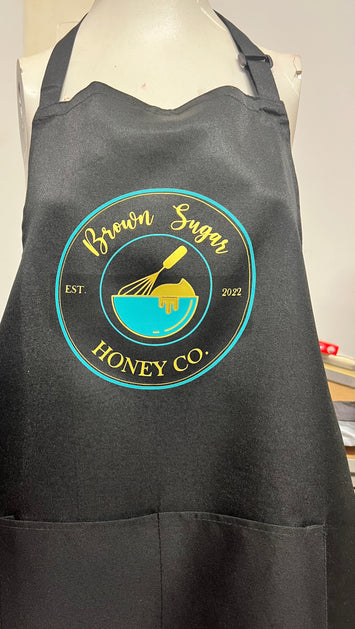 Brown Sugar
EST. 2022
HONEY CO.